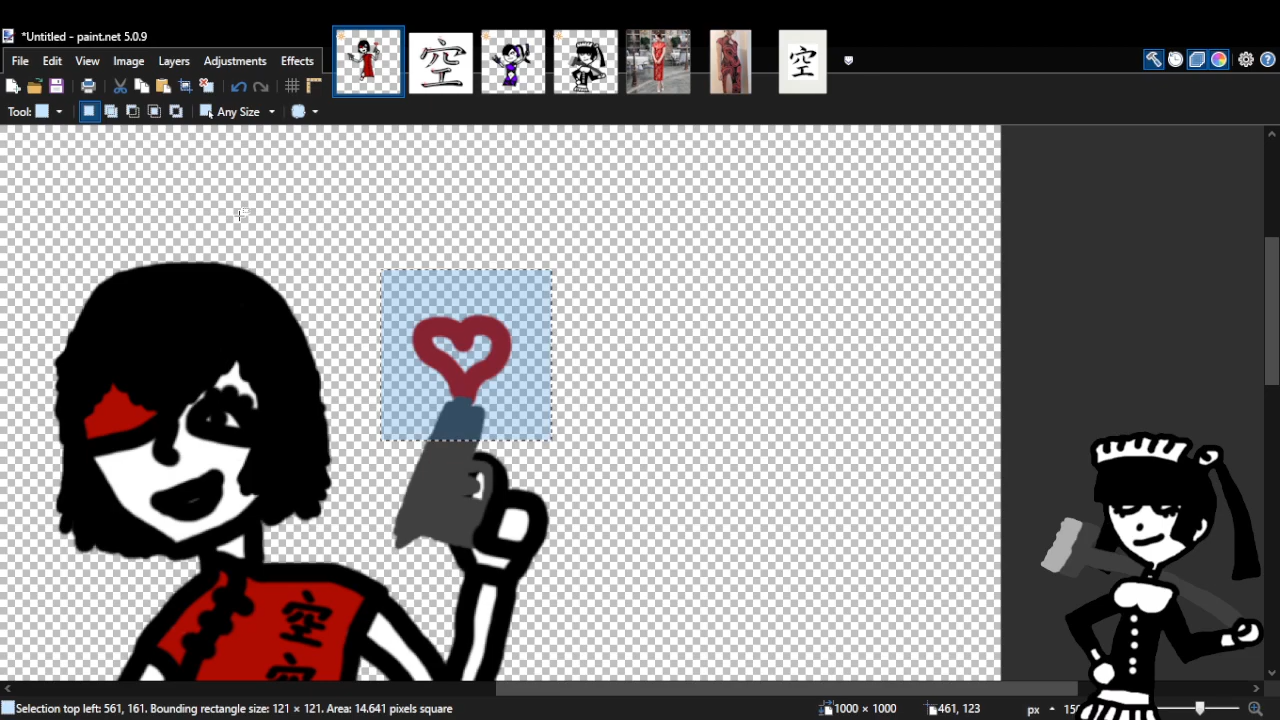 *Untitled - paint.net 5.0.9
空
空
File Edit View Image Layers Adjustments Effects
Tool: Any Size
空
Selection top left: 561, 161. Bounding rectangle size: 121 × 121. Area: 14.641 pixels square
1000 × 1000
461, 123
px